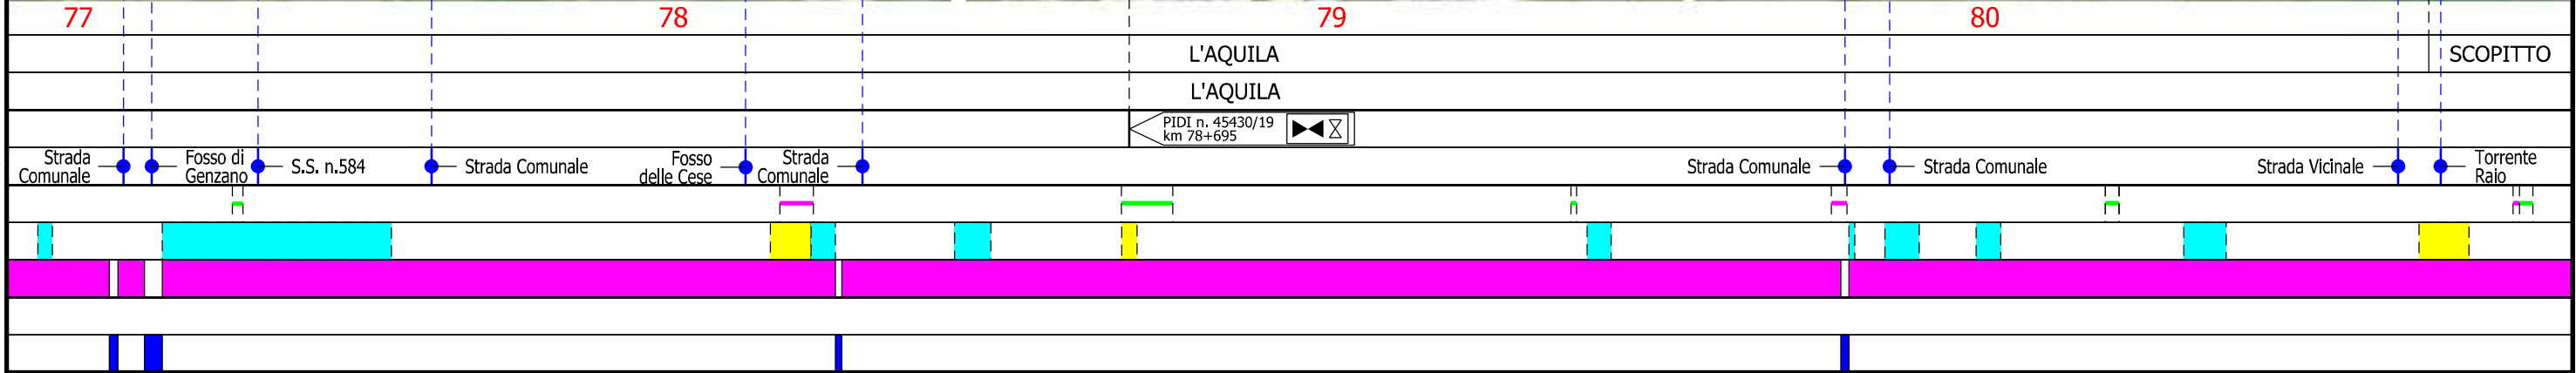 77 78 79 80
L'AQUILA SCOPITTO
L'AQUILA
PIDI n. 45430/19
km 78+695
Strada
Comunale
Fosso di
Genzano
S.S. n.584
Strada Comunale
Fosso
delle Cese
Strada
Comunale
Strada Comunale
Strada Comunale
Strada Vicinale
Torrente
Raio